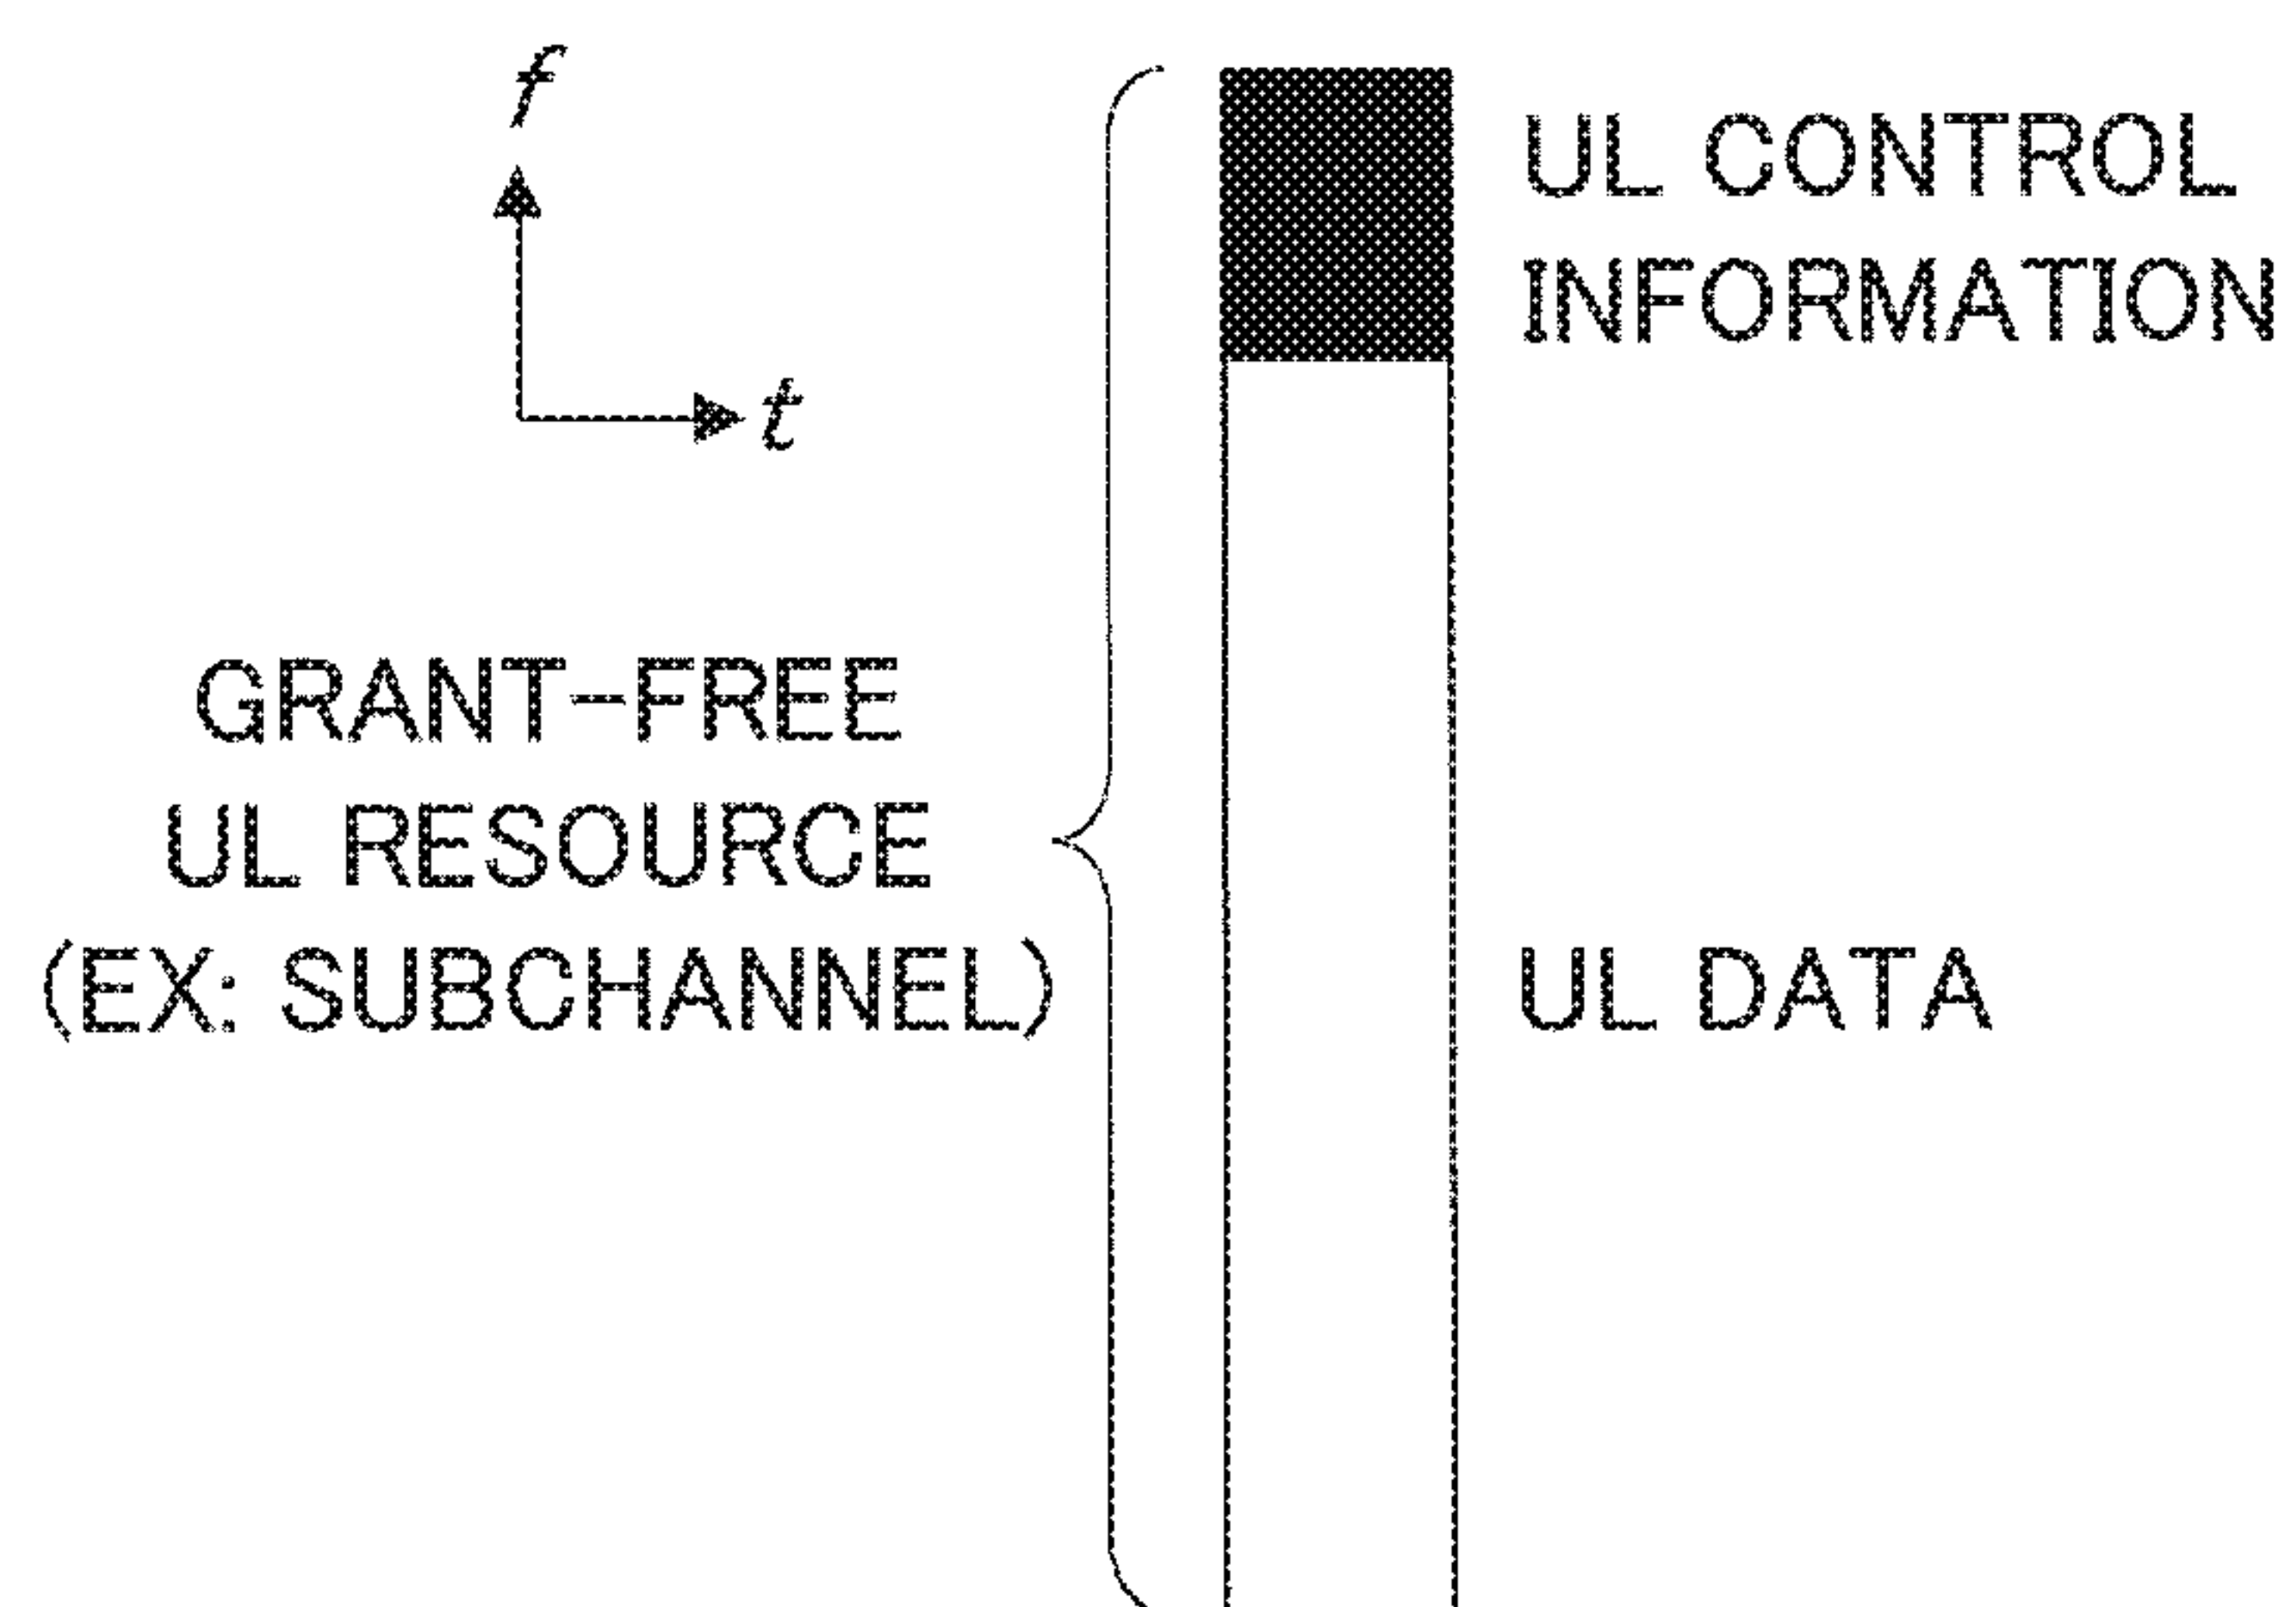 f
t
UL CONTROL
INFORMATION
GRANT-FREE
UL RESOURCE
(EX: SUBCHANNEL)
UL DATA